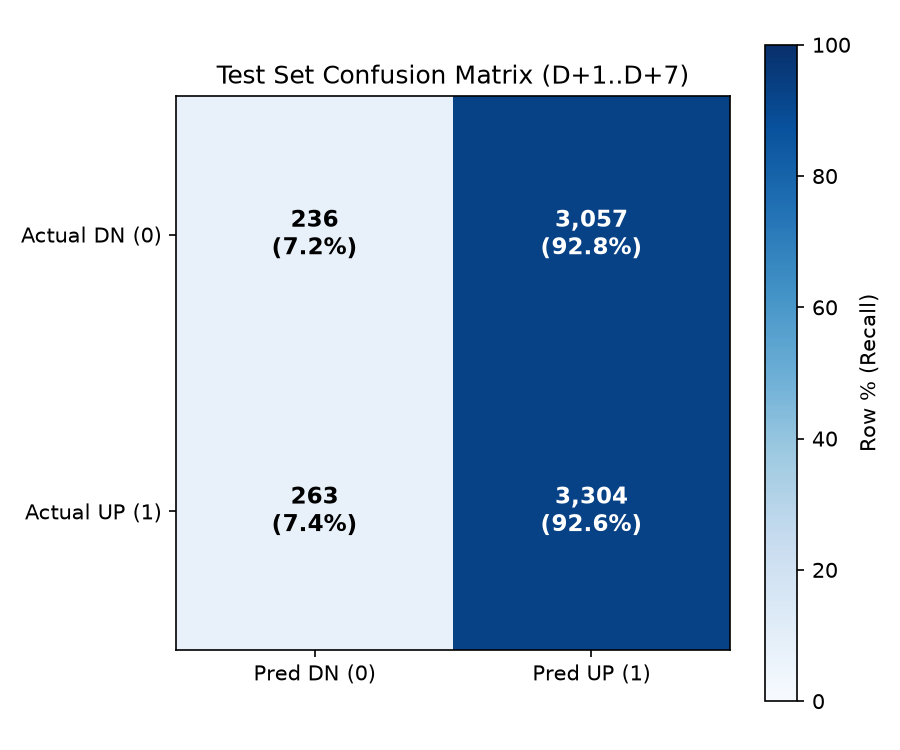 Test Set Confusion Matrix (D+1..D+7)
Actual DN (0)
236
(7.2%)
3,057
(92.8%)
Actual UP (1)
263
(7.4%)
3,304
(92.6%)
Pred DN (0)
Pred UP (1)
100
80
60
40
20
0
Row % (Recall)